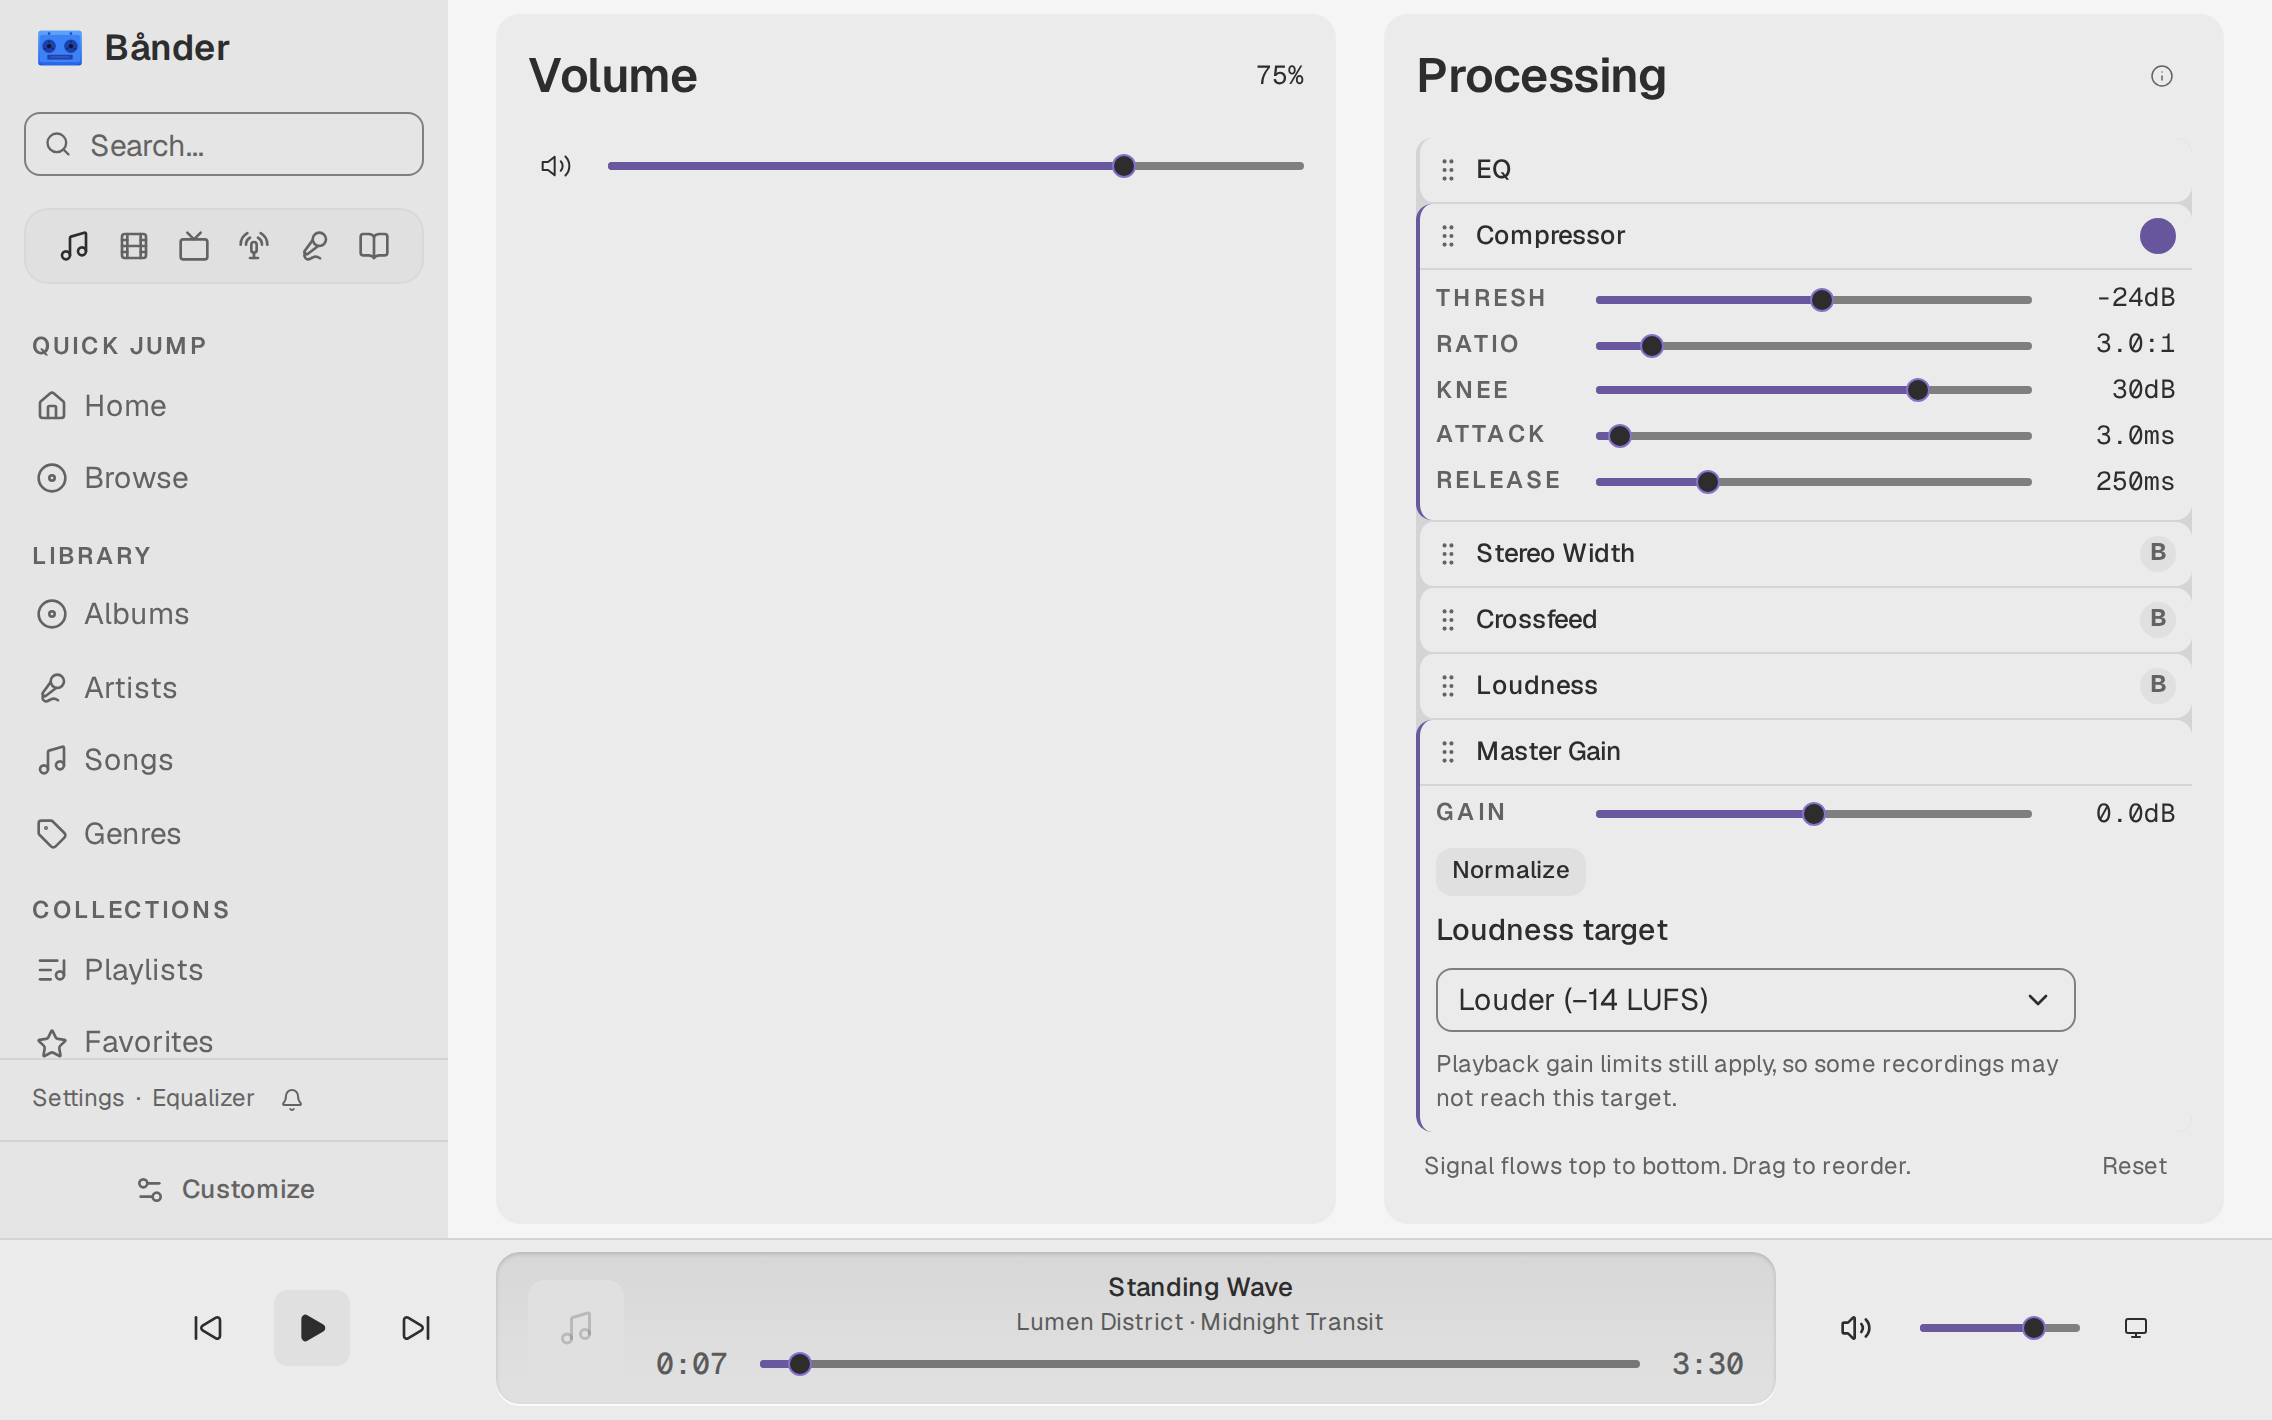 Bånder
Search...
QUICK JUMP
Home
Browse
LIBRARY
Albums
Artists
Songs
Genres
COLLECTIONS
Playlists
Favorites
Settings · Equalizer
Customize
Volume
75%
Processing
EQ
Compressor
THRESH -24dB
RATIO 3.0:1
KNEE 30dB
ATTACK 3.0ms
RELEASE 250ms
Stereo Width B
Crossfeed B
Loudness B
Master Gain
GAIN 0.0dB
Normalize
Loudness target
Louder (−14 LUFS)
Playback gain limits still apply, so some recordings may
not reach this target.
Signal flows top to bottom. Drag to reorder. Reset
Standing Wave
Lumen District · Midnight Transit
0:07 3:30